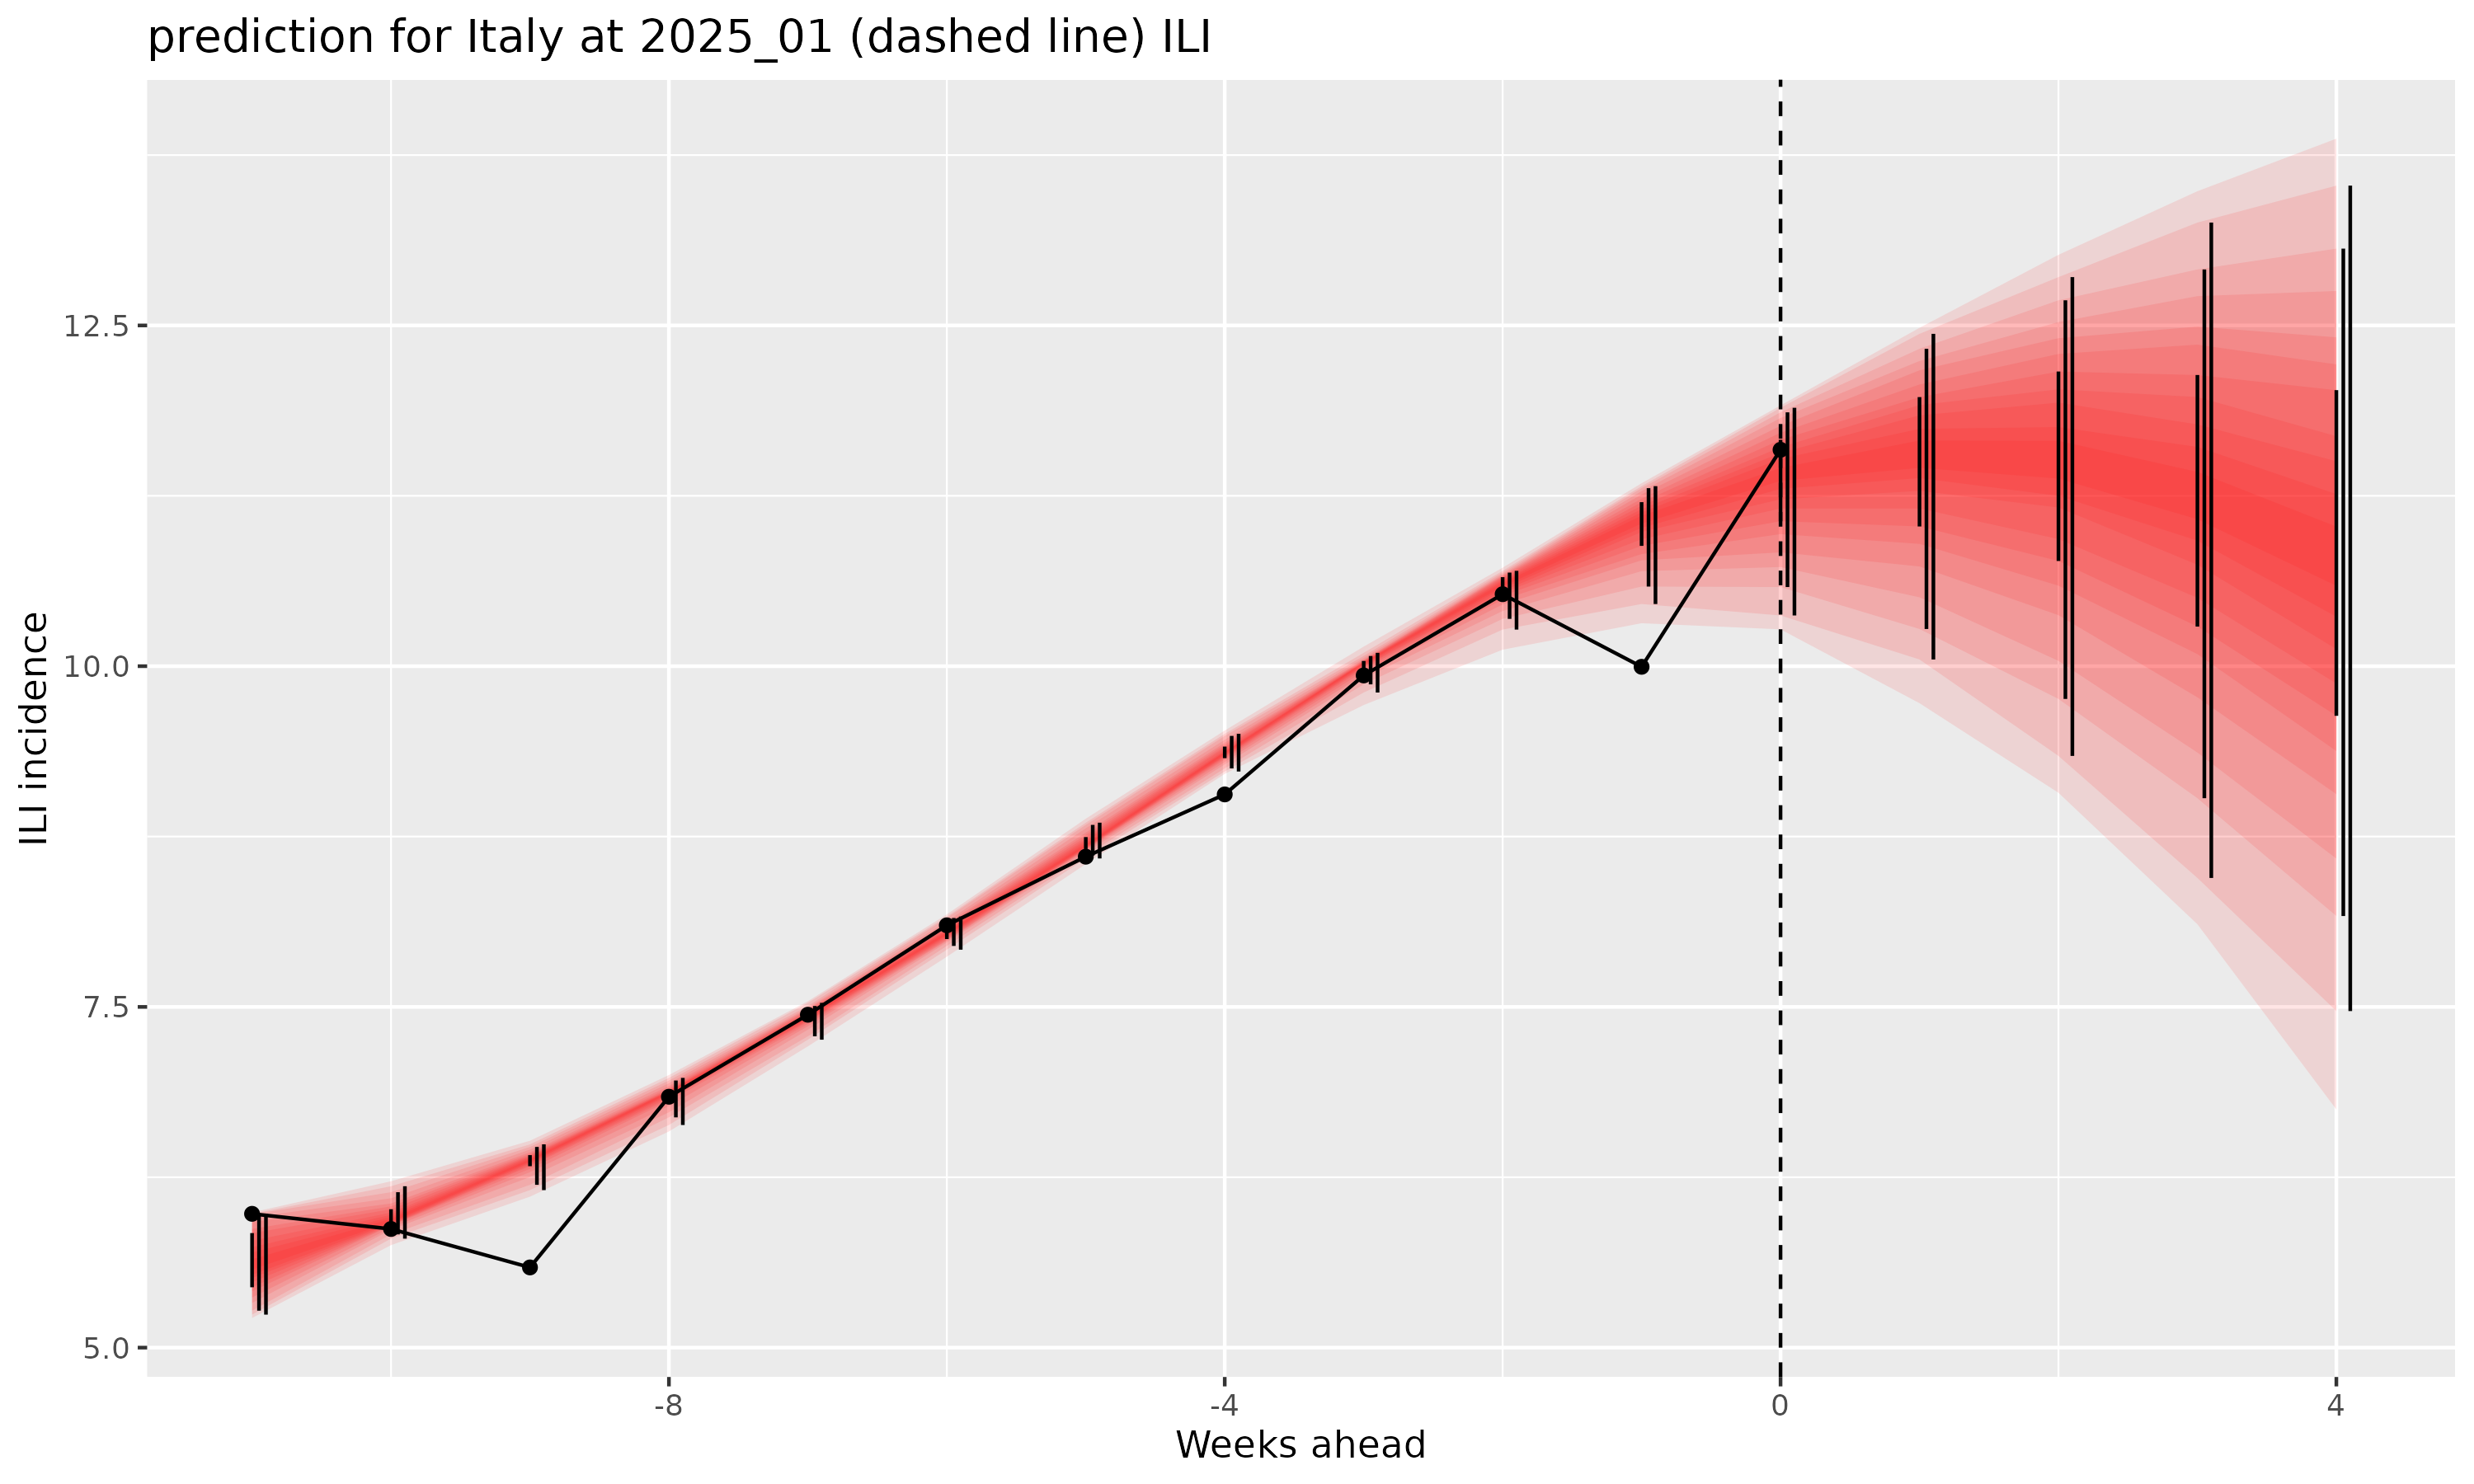 prediction for Italy at 2025_01 (dashed line) ILI
ILI incidence
12.5
10.0
7.5
5.0
-8
-4
0
4
Weeks ahead